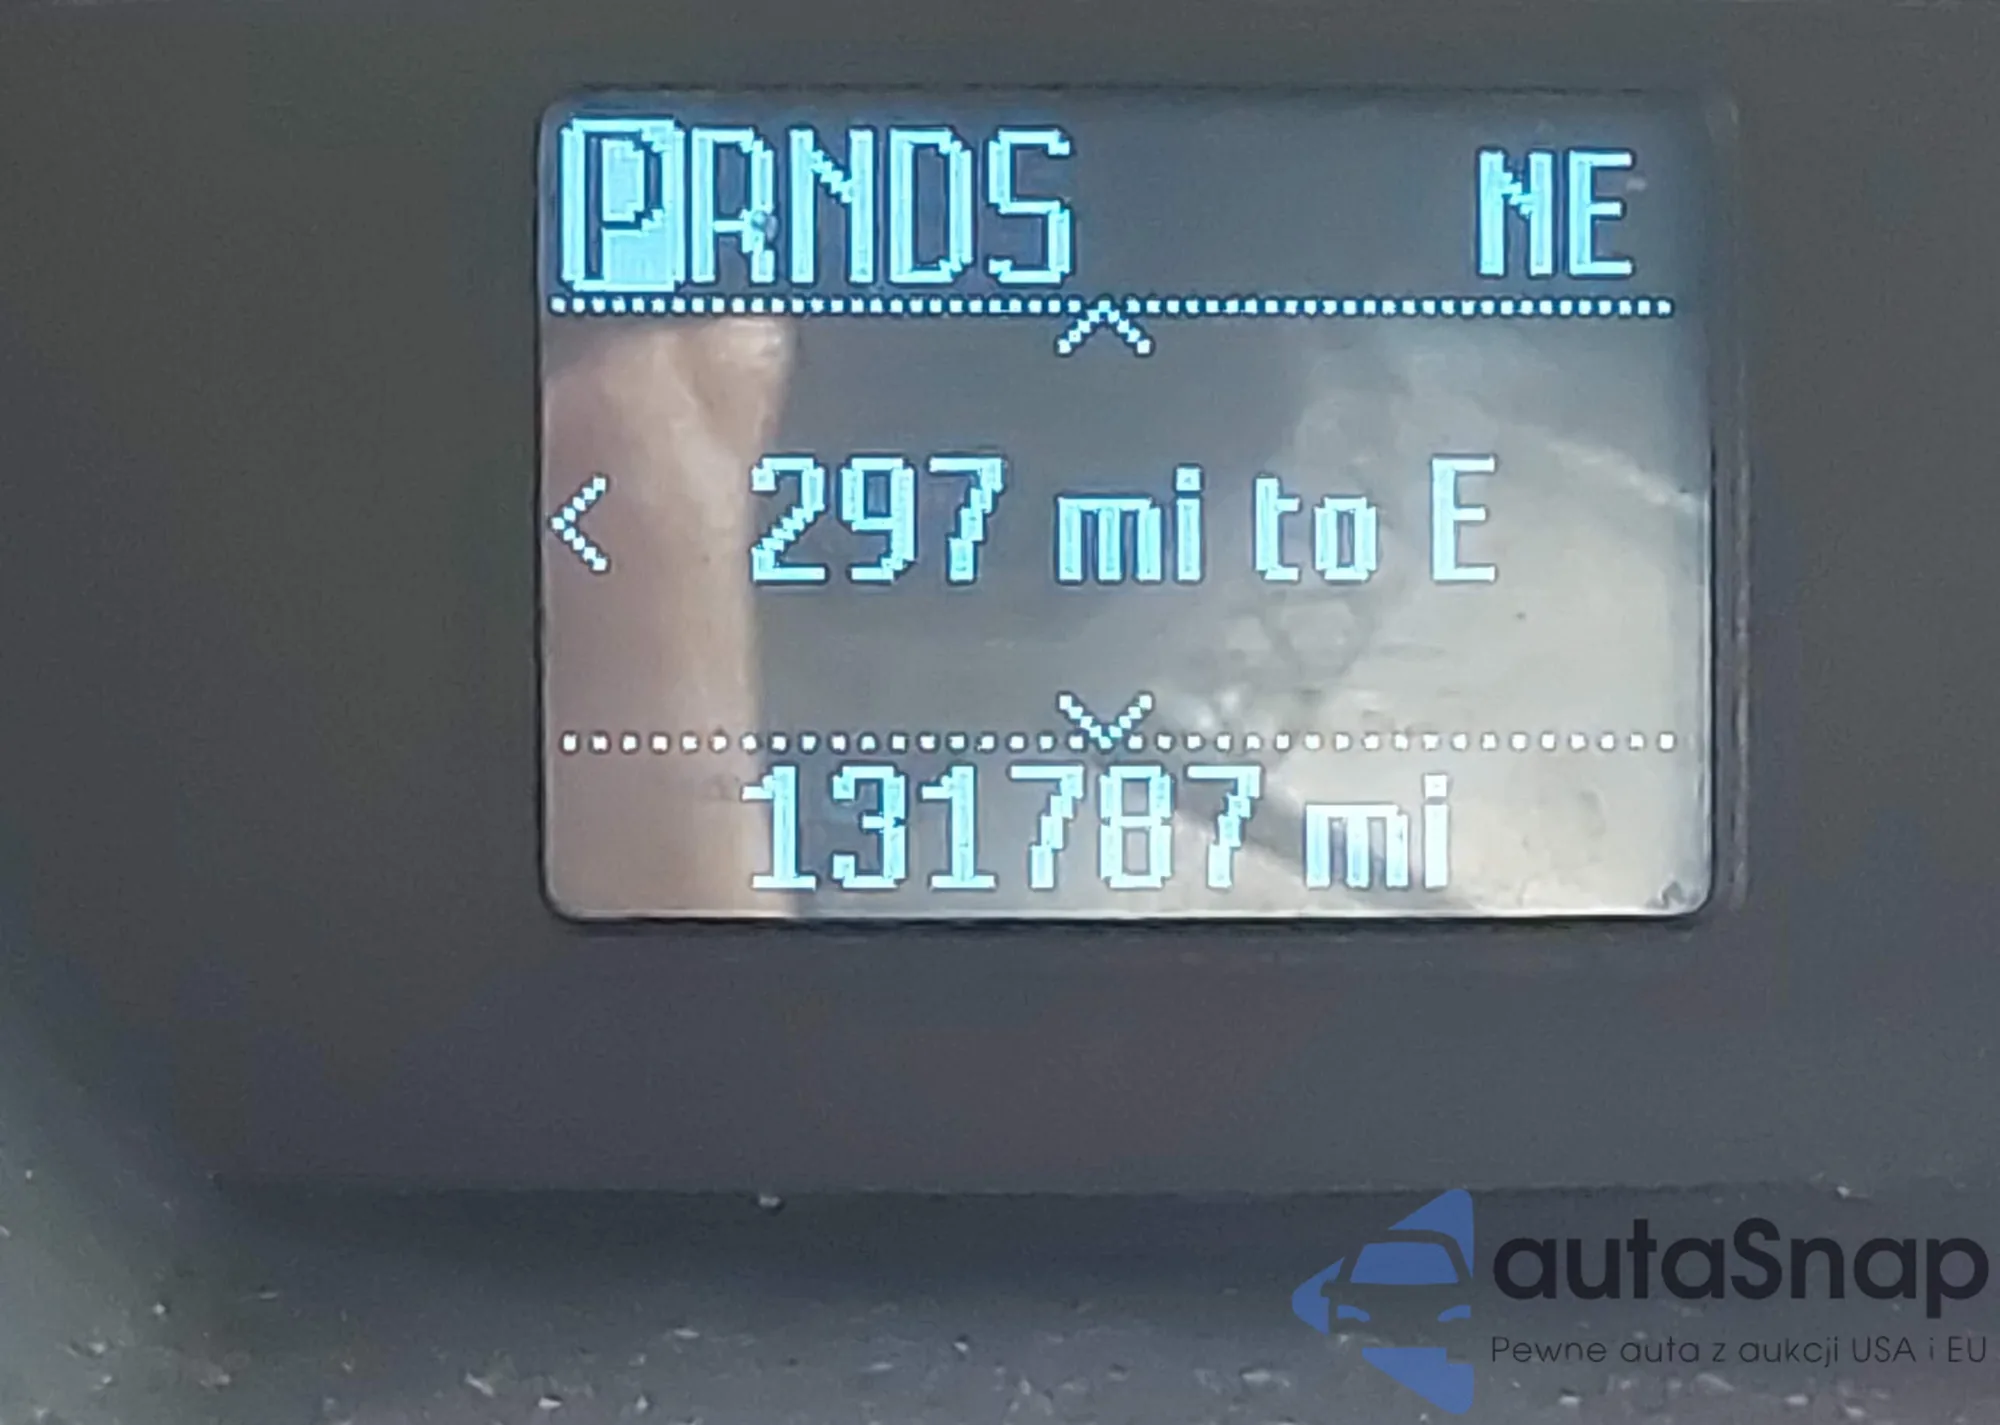 PRNDS NE
297 mi to E
131787 mi
autaSnap
Pewne auta z aukcji USA i EU